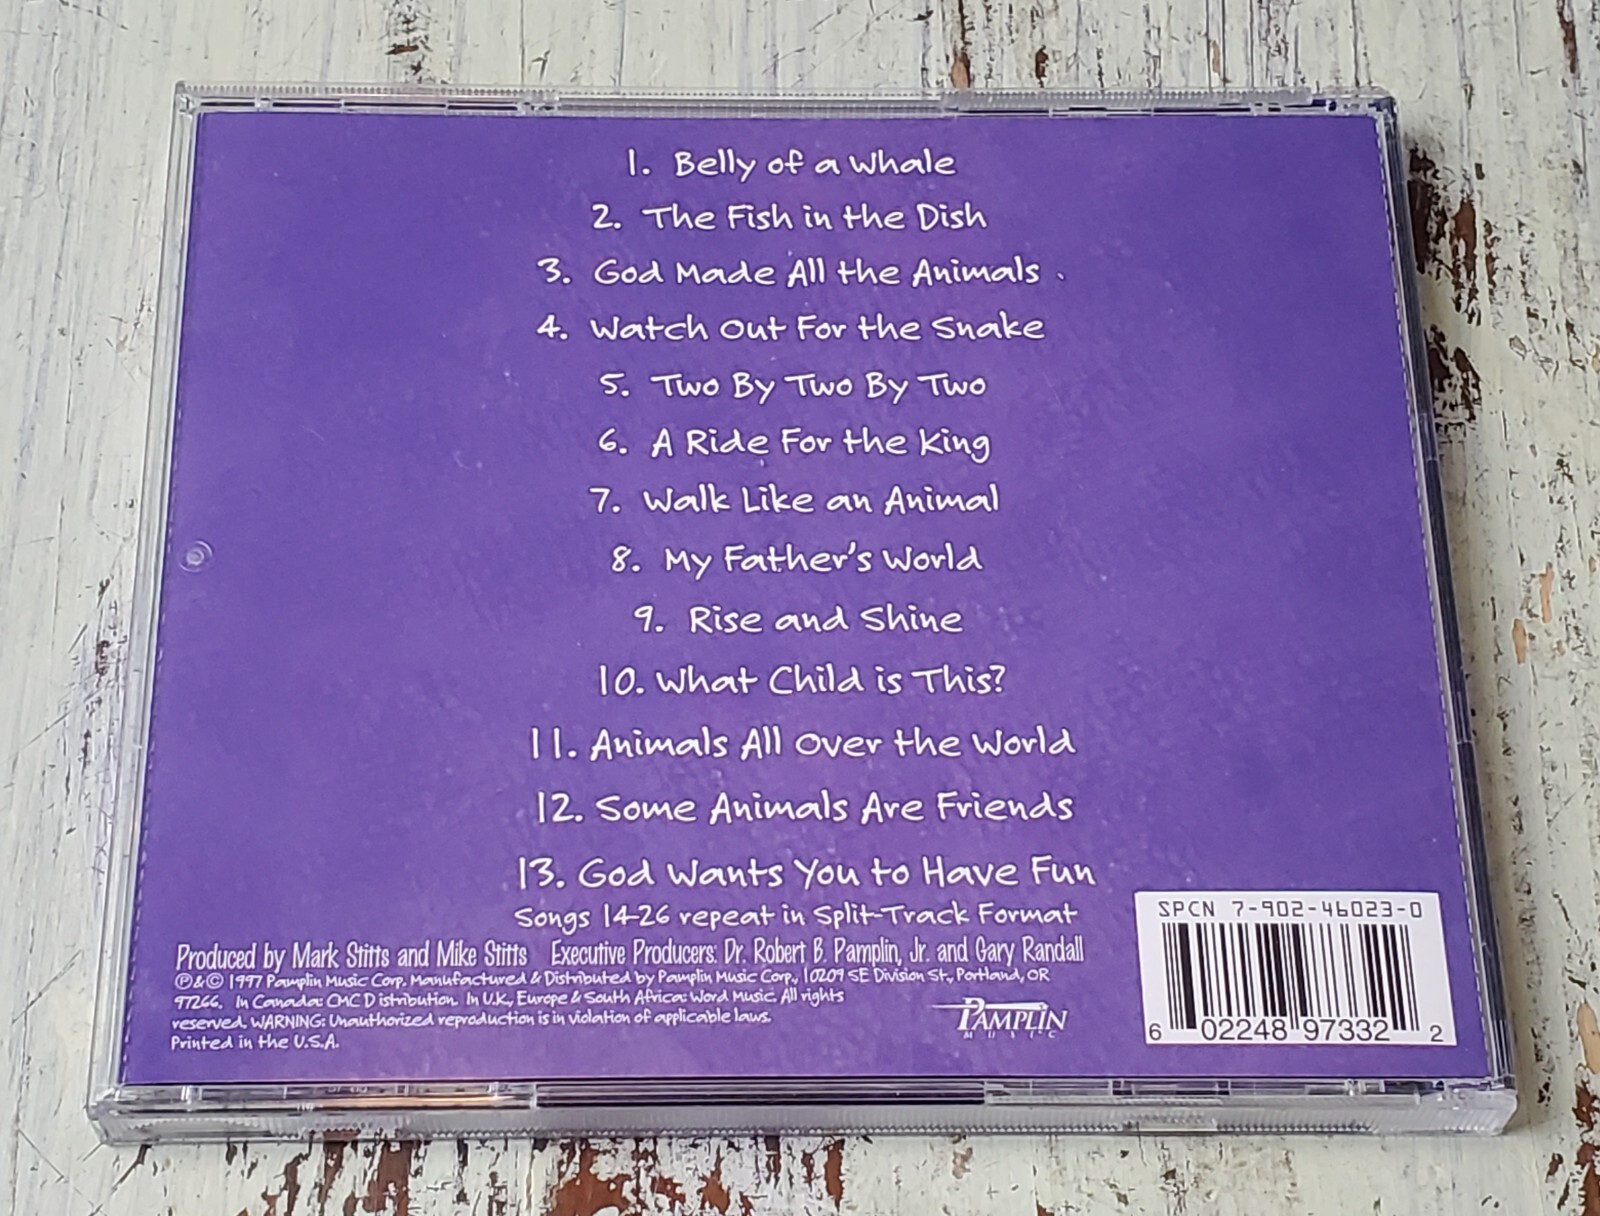 1. Belly of a Whale
2. The Fish in the Dish
3. God Made All the Animals
4. Watch Out For the Snake
5. Two By Two By Two
6. A Ride For the King
7. Walk Like an Animal
8. My Father's World
9. Rise and Shine
10. What Child is This?
11. Animals All Over the World
12. Some Animals Are Friends
13. God Wants You to Have Fun
Songs 14-26 repeat in Split-Track Format
Produced by Mark Stitts and Mike Stitts Executive Producers: Dr. Robert B. Pamplin, Jr. and Gary Randall
℗&© 1997 Pamplin Music Corp. Manufactured & Distributed by Pamplin Music Corp., 10209 SE Division St., Portland, OR
97266. In Canada: CMC Distribution. In U.K., Europe & South Africa: Word Music. All rights
reserved. WARNING: Unauthorized reproduction is in violation of applicable laws.
Printed in the U.S.A.
PAMPLIN
MUSIC
SPCN 7-902-46023-0
6 02248 97332 2